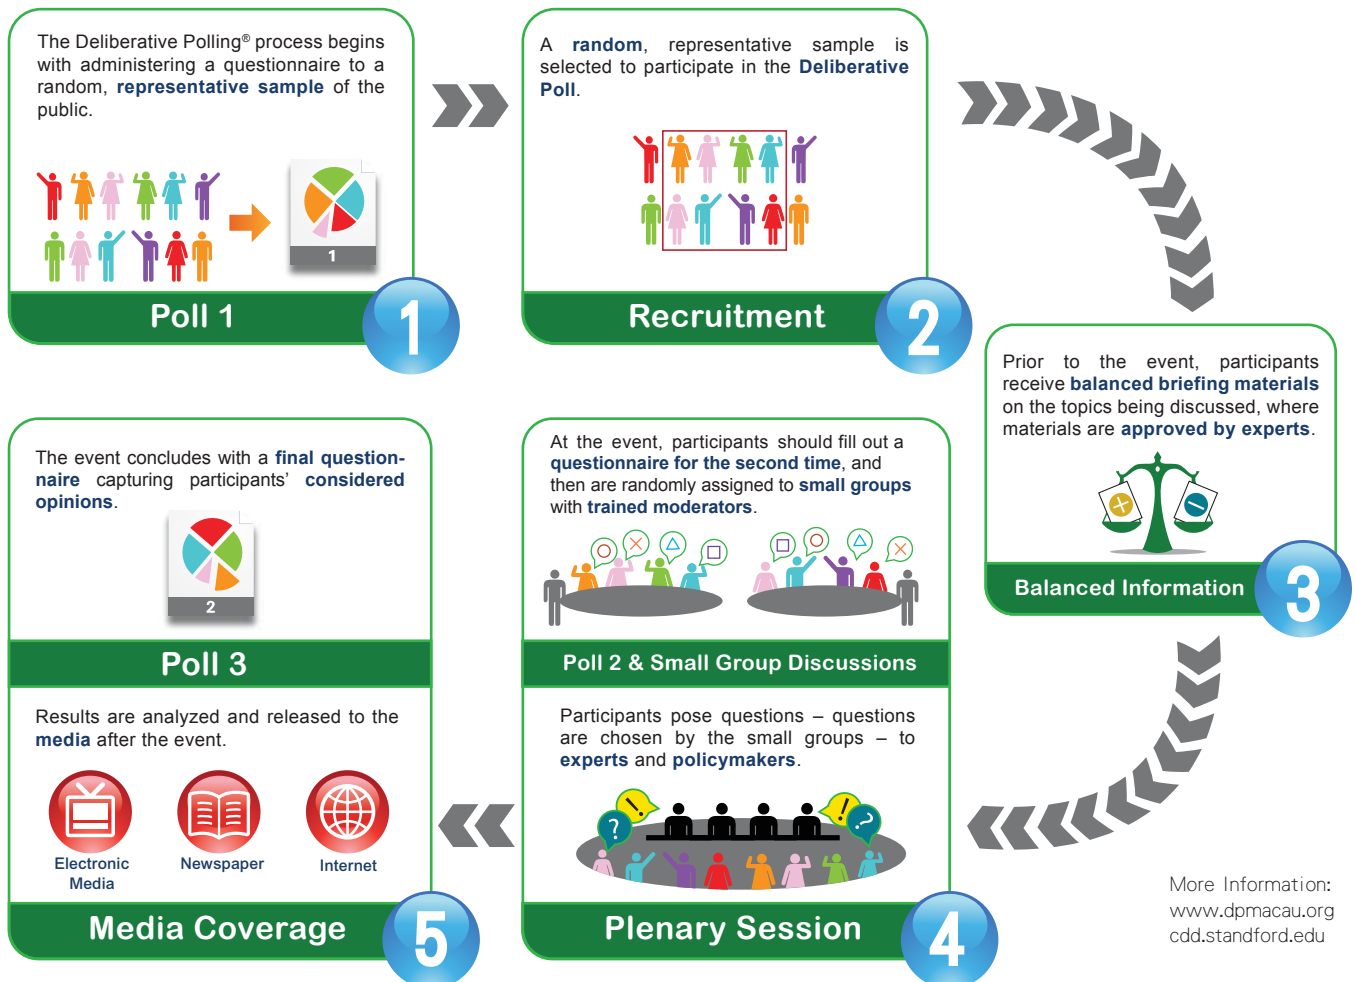 The Deliberative Polling® process begins
with administering a questionnaire to a
random, representative sample of the
public.
1
Poll 1
1
A random, representative sample is
selected to participate in the Deliberative
Poll.
Recruitment
2
Prior to the event, participants
receive balanced briefing materials
on the topics being discussed, where
materials are approved by experts.
Balanced Information
3
At the event, participants should fill out a
questionnaire for the second time, and
then are randomly assigned to small groups
with trained moderators.
Poll 2 & Small Group Discussions
Participants pose questions – questions
are chosen by the small groups – to
experts and policymakers.
! ? ! ?
Plenary Session
4
The event concludes with a final question-
naire capturing participants' considered
opinions.
2
Poll 3
Results are analyzed and released to the
media after the event.
Electronic
Media
Newspaper
Internet
Media Coverage
5
More Information:
www.dpmacau.org
cdd.standford.edu